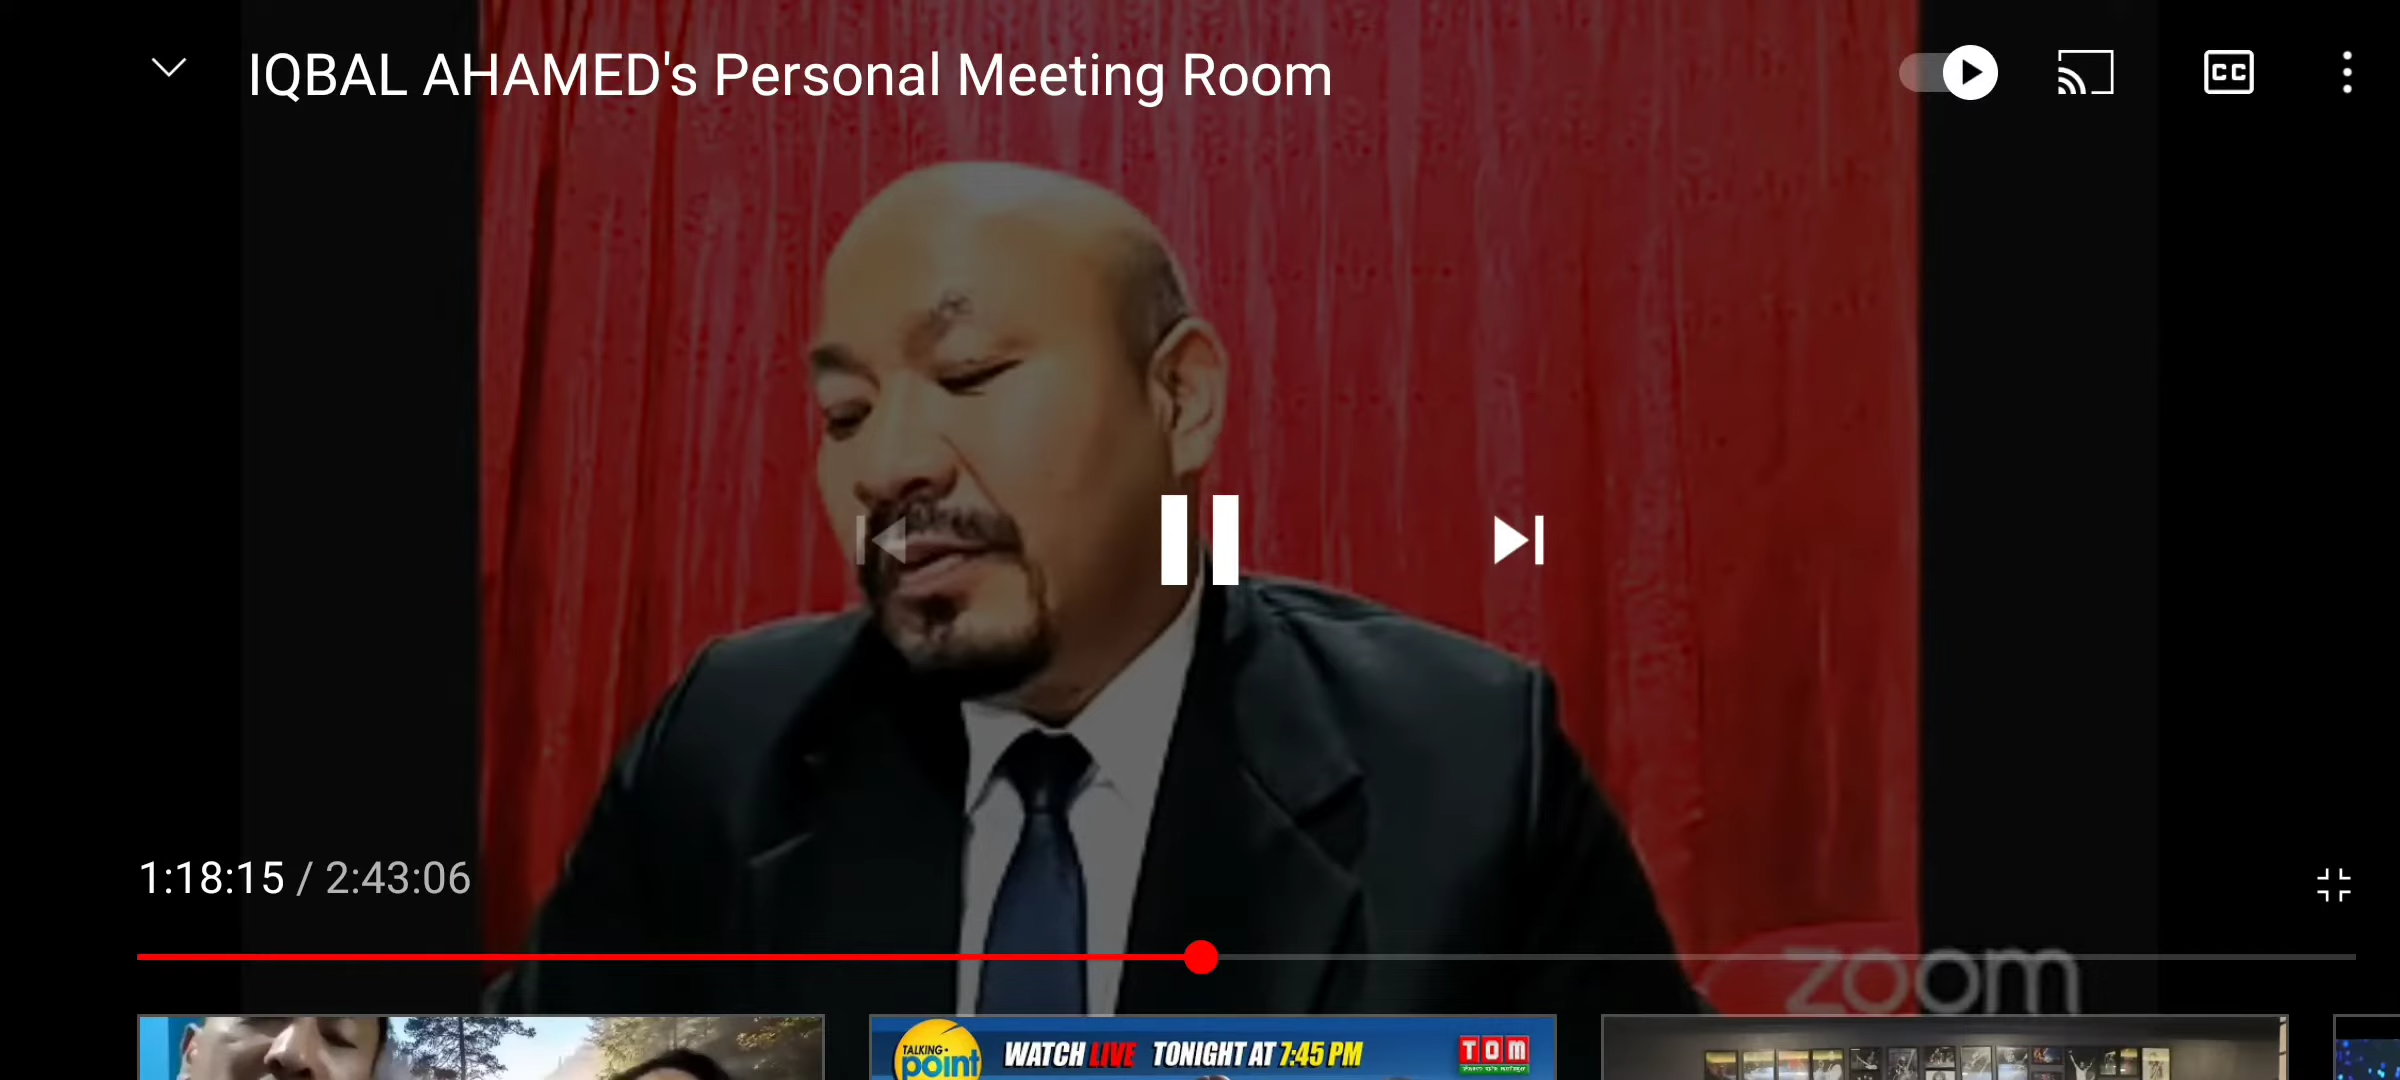 IQBAL AHAMED's Personal Meeting Room
CC
1:18:15 / 2:43:06
zoom
TALKING
point
WATCH LIVE TONIGHT AT 7:45 PM
TOM